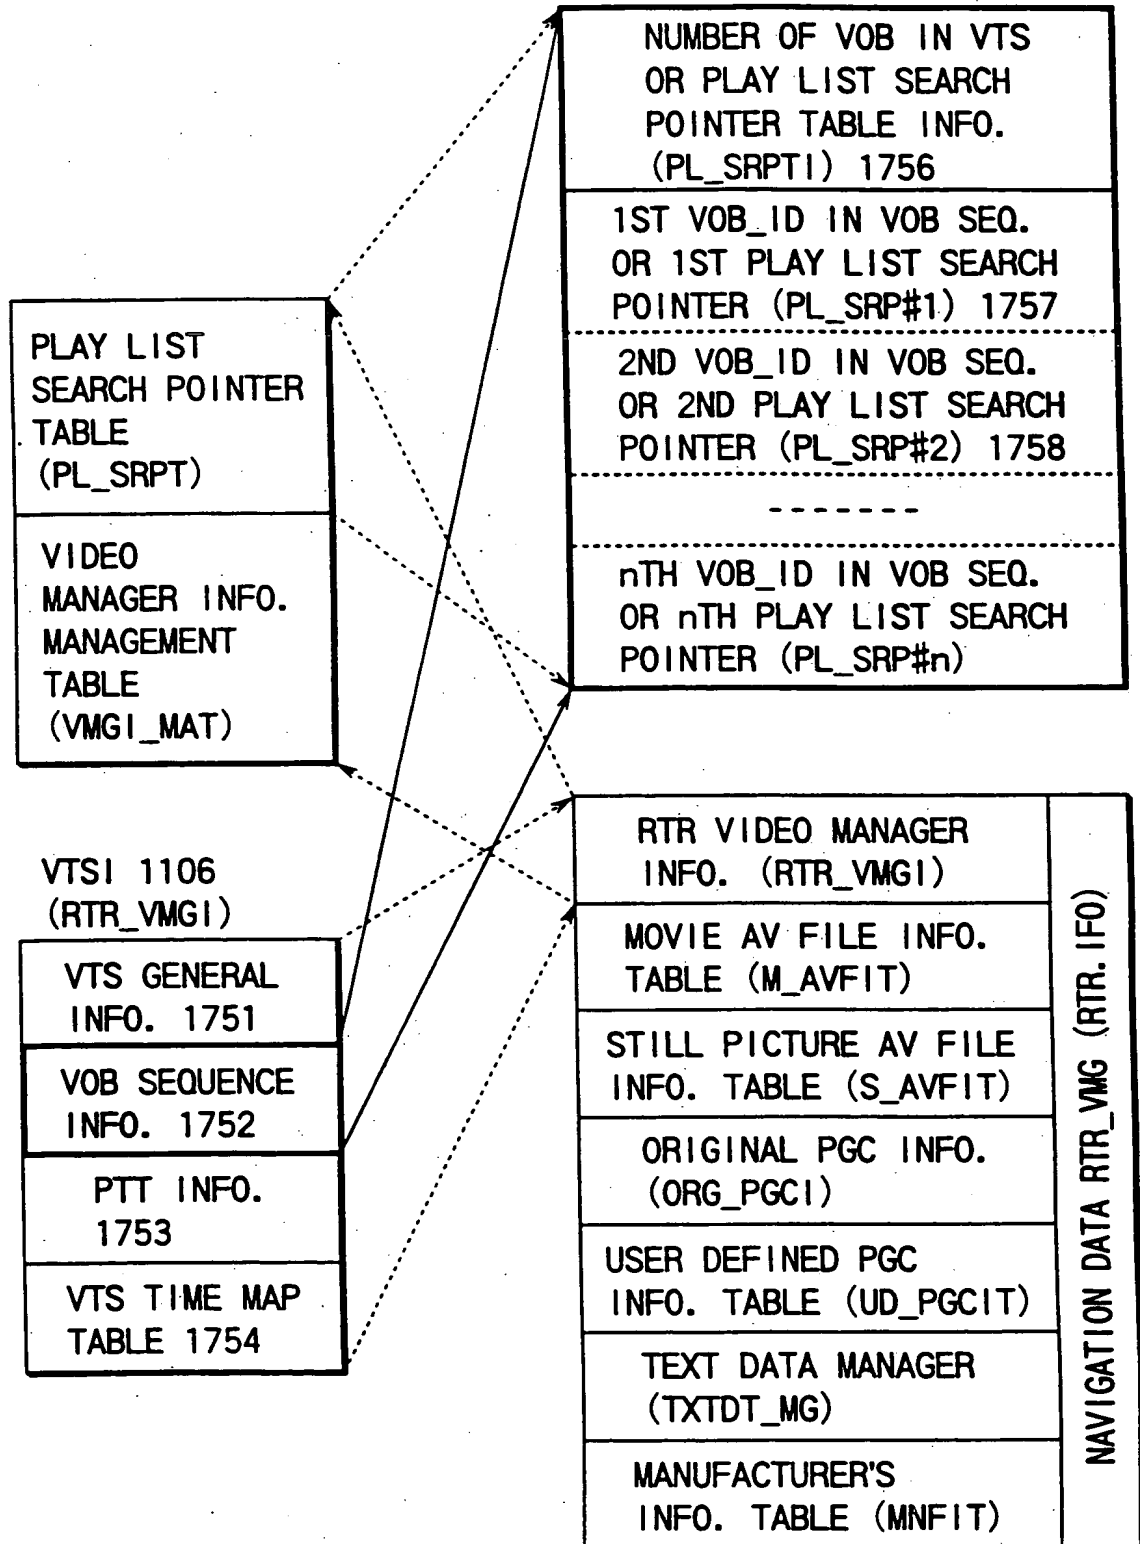 NUMBER OF VOB IN VTS
OR PLAY LIST SEARCH
POINTER TABLE INFO.
(PL_SRPTI) 1756
1ST VOB_ID IN VOB SEQ.
OR 1ST PLAY LIST SEARCH
POINTER (PL_SRP#1) 1757
2ND VOB_ID IN VOB SEQ.
OR 2ND PLAY LIST SEARCH
POINTER (PL_SRP#2) 1758
-------
nTH VOB_ID IN VOB SEQ.
OR nTH PLAY LIST SEARCH
POINTER (PL_SRP#n)
PLAY LIST
SEARCH POINTER
TABLE
(PL_SRPT)
VIDEO
MANAGER INFO.
MANAGEMENT
TABLE
(VMGI_MAT)
VTSI 1106
(RTR_VMGI)
VTS GENERAL
INFO. 1751
VOB SEQUENCE
INFO. 1752
PTT INFO.
1753
VTS TIME MAP
TABLE 1754
RTR VIDEO MANAGER
INFO. (RTR_VMGI)
MOVIE AV FILE INFO.
TABLE (M_AVFIT)
STILL PICTURE AV FILE
INFO. TABLE (S_AVFIT)
ORIGINAL PGC INFO.
(ORG_PGCI)
USER DEFINED PGC
INFO. TABLE (UD_PGCIT)
TEXT DATA MANAGER
(TXTDT_MG)
MANUFACTURER'S
INFO. TABLE (MNFIT)
NAVIGATION DATA RTR_VMG (RTR.IFO)